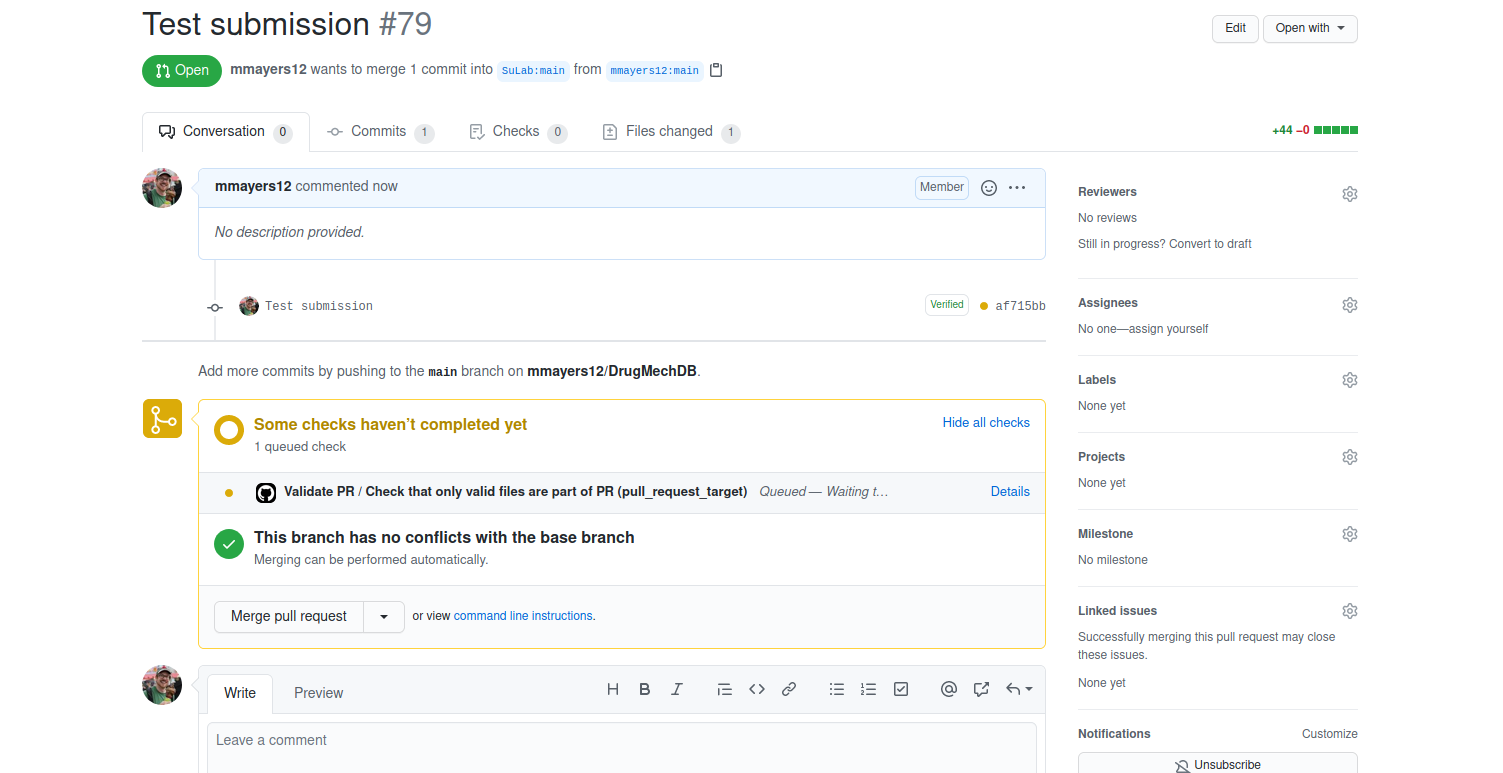 Test submission #79
Edit
Open with
Open
mmayers12 wants to merge 1 commit into SuLab:main from mmayers12:main
Conversation 0
Commits 1
Checks 0
Files changed 1
+44 −0
mmayers12 commented now
Member
No description provided.
Test submission
Verified
af715bb
Add more commits by pushing to the main branch on mmayers12/DrugMechDB.
Some checks haven’t completed yet
1 queued check
Hide all checks
Validate PR / Check that only valid files are part of PR (pull_request_target) Queued — Waiting t…
Details
This branch has no conflicts with the base branch
Merging can be performed automatically.
Merge pull request
or view command line instructions.
Write
Preview
Leave a comment
Reviewers
No reviews
Still in progress? Convert to draft
Assignees
No one—assign yourself
Labels
None yet
Projects
None yet
Milestone
No milestone
Linked issues
Successfully merging this pull request may close
these issues.
None yet
Notifications
Customize
Unsubscribe